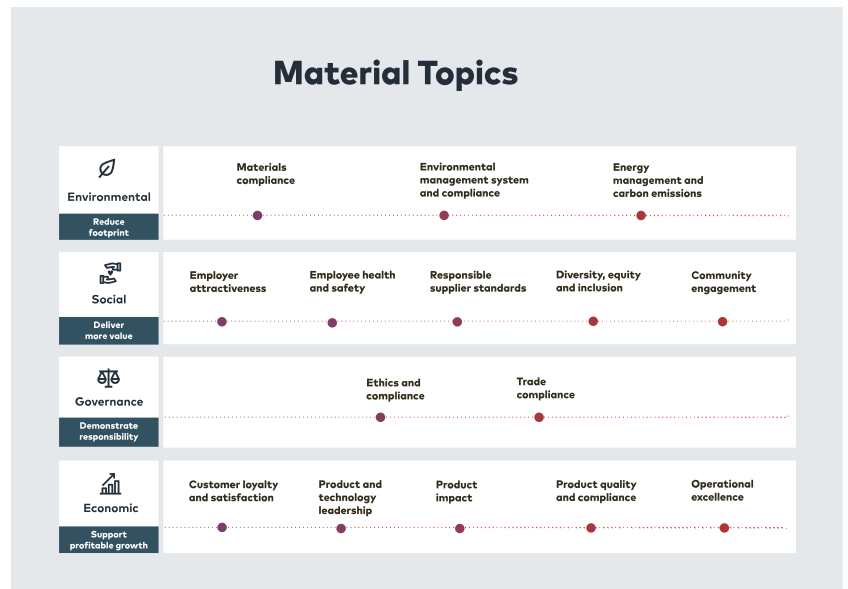 Material Topics
Environmental
Reduce
footprint
Materials
compliance
Environmental
management system
and compliance
Energy
management and
carbon emissions
Social
Deliver
more value
Employer
attractiveness
Employee health
and safety
Responsible
supplier standards
Diversity, equity
and inclusion
Community
engagement
Governance
Demonstrate
responsibility
Ethics and
compliance
Trade
compliance
Economic
Support
profitable growth
Customer loyalty
and satisfaction
Product and
technology
leadership
Product
impact
Product quality
and compliance
Operational
excellence